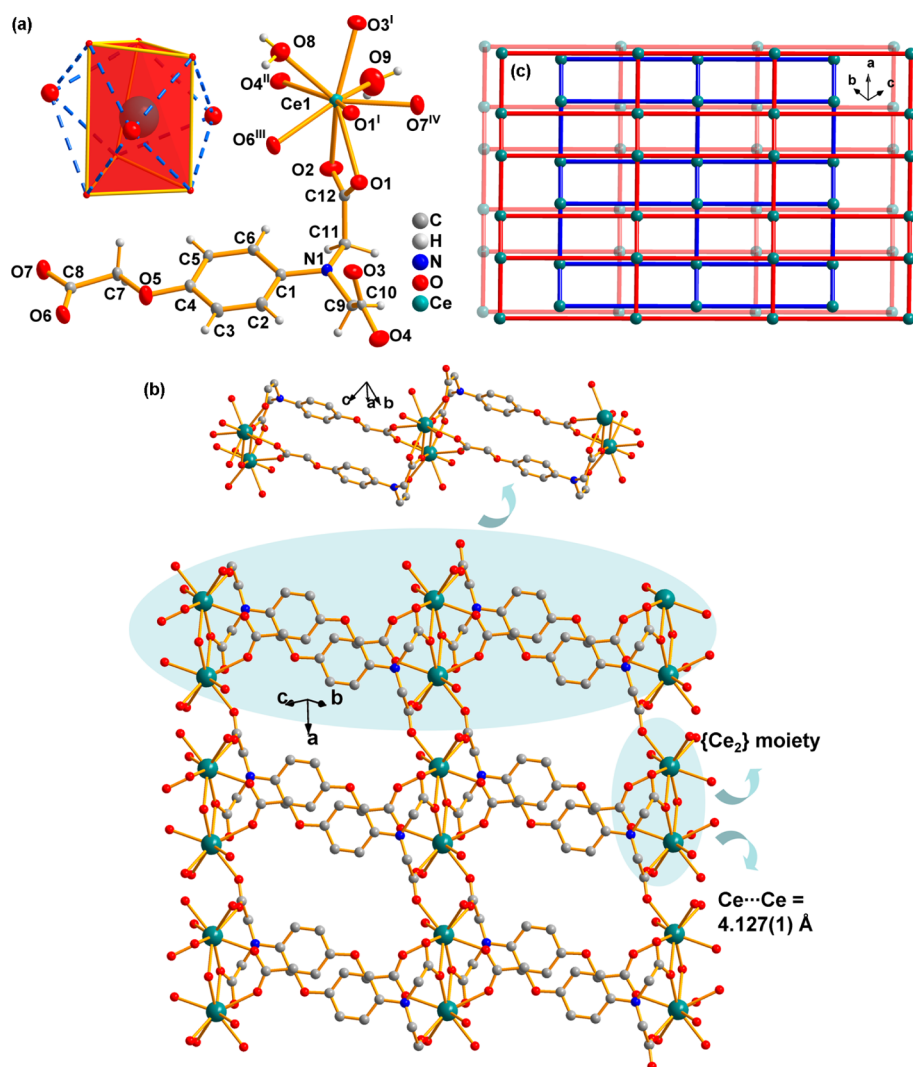 (a)
O3ᴵ
O8
O9
O4ᴵᴵ
Ce1
O1ᴵ
O7ᴵⱽ
O6ᴵᴵᴵ
O2
O1
C12
C11
C6
C5
N1
O3
C10
O7
C8
O5
C7
C4
C1
C9
O6
C3
C2
O4
C
H
N
O
Ce
(c)
a
b
c
(b)
c
a
b
c
b
a
{Ce₂} moiety
Ce···Ce =
4.127(1) Å